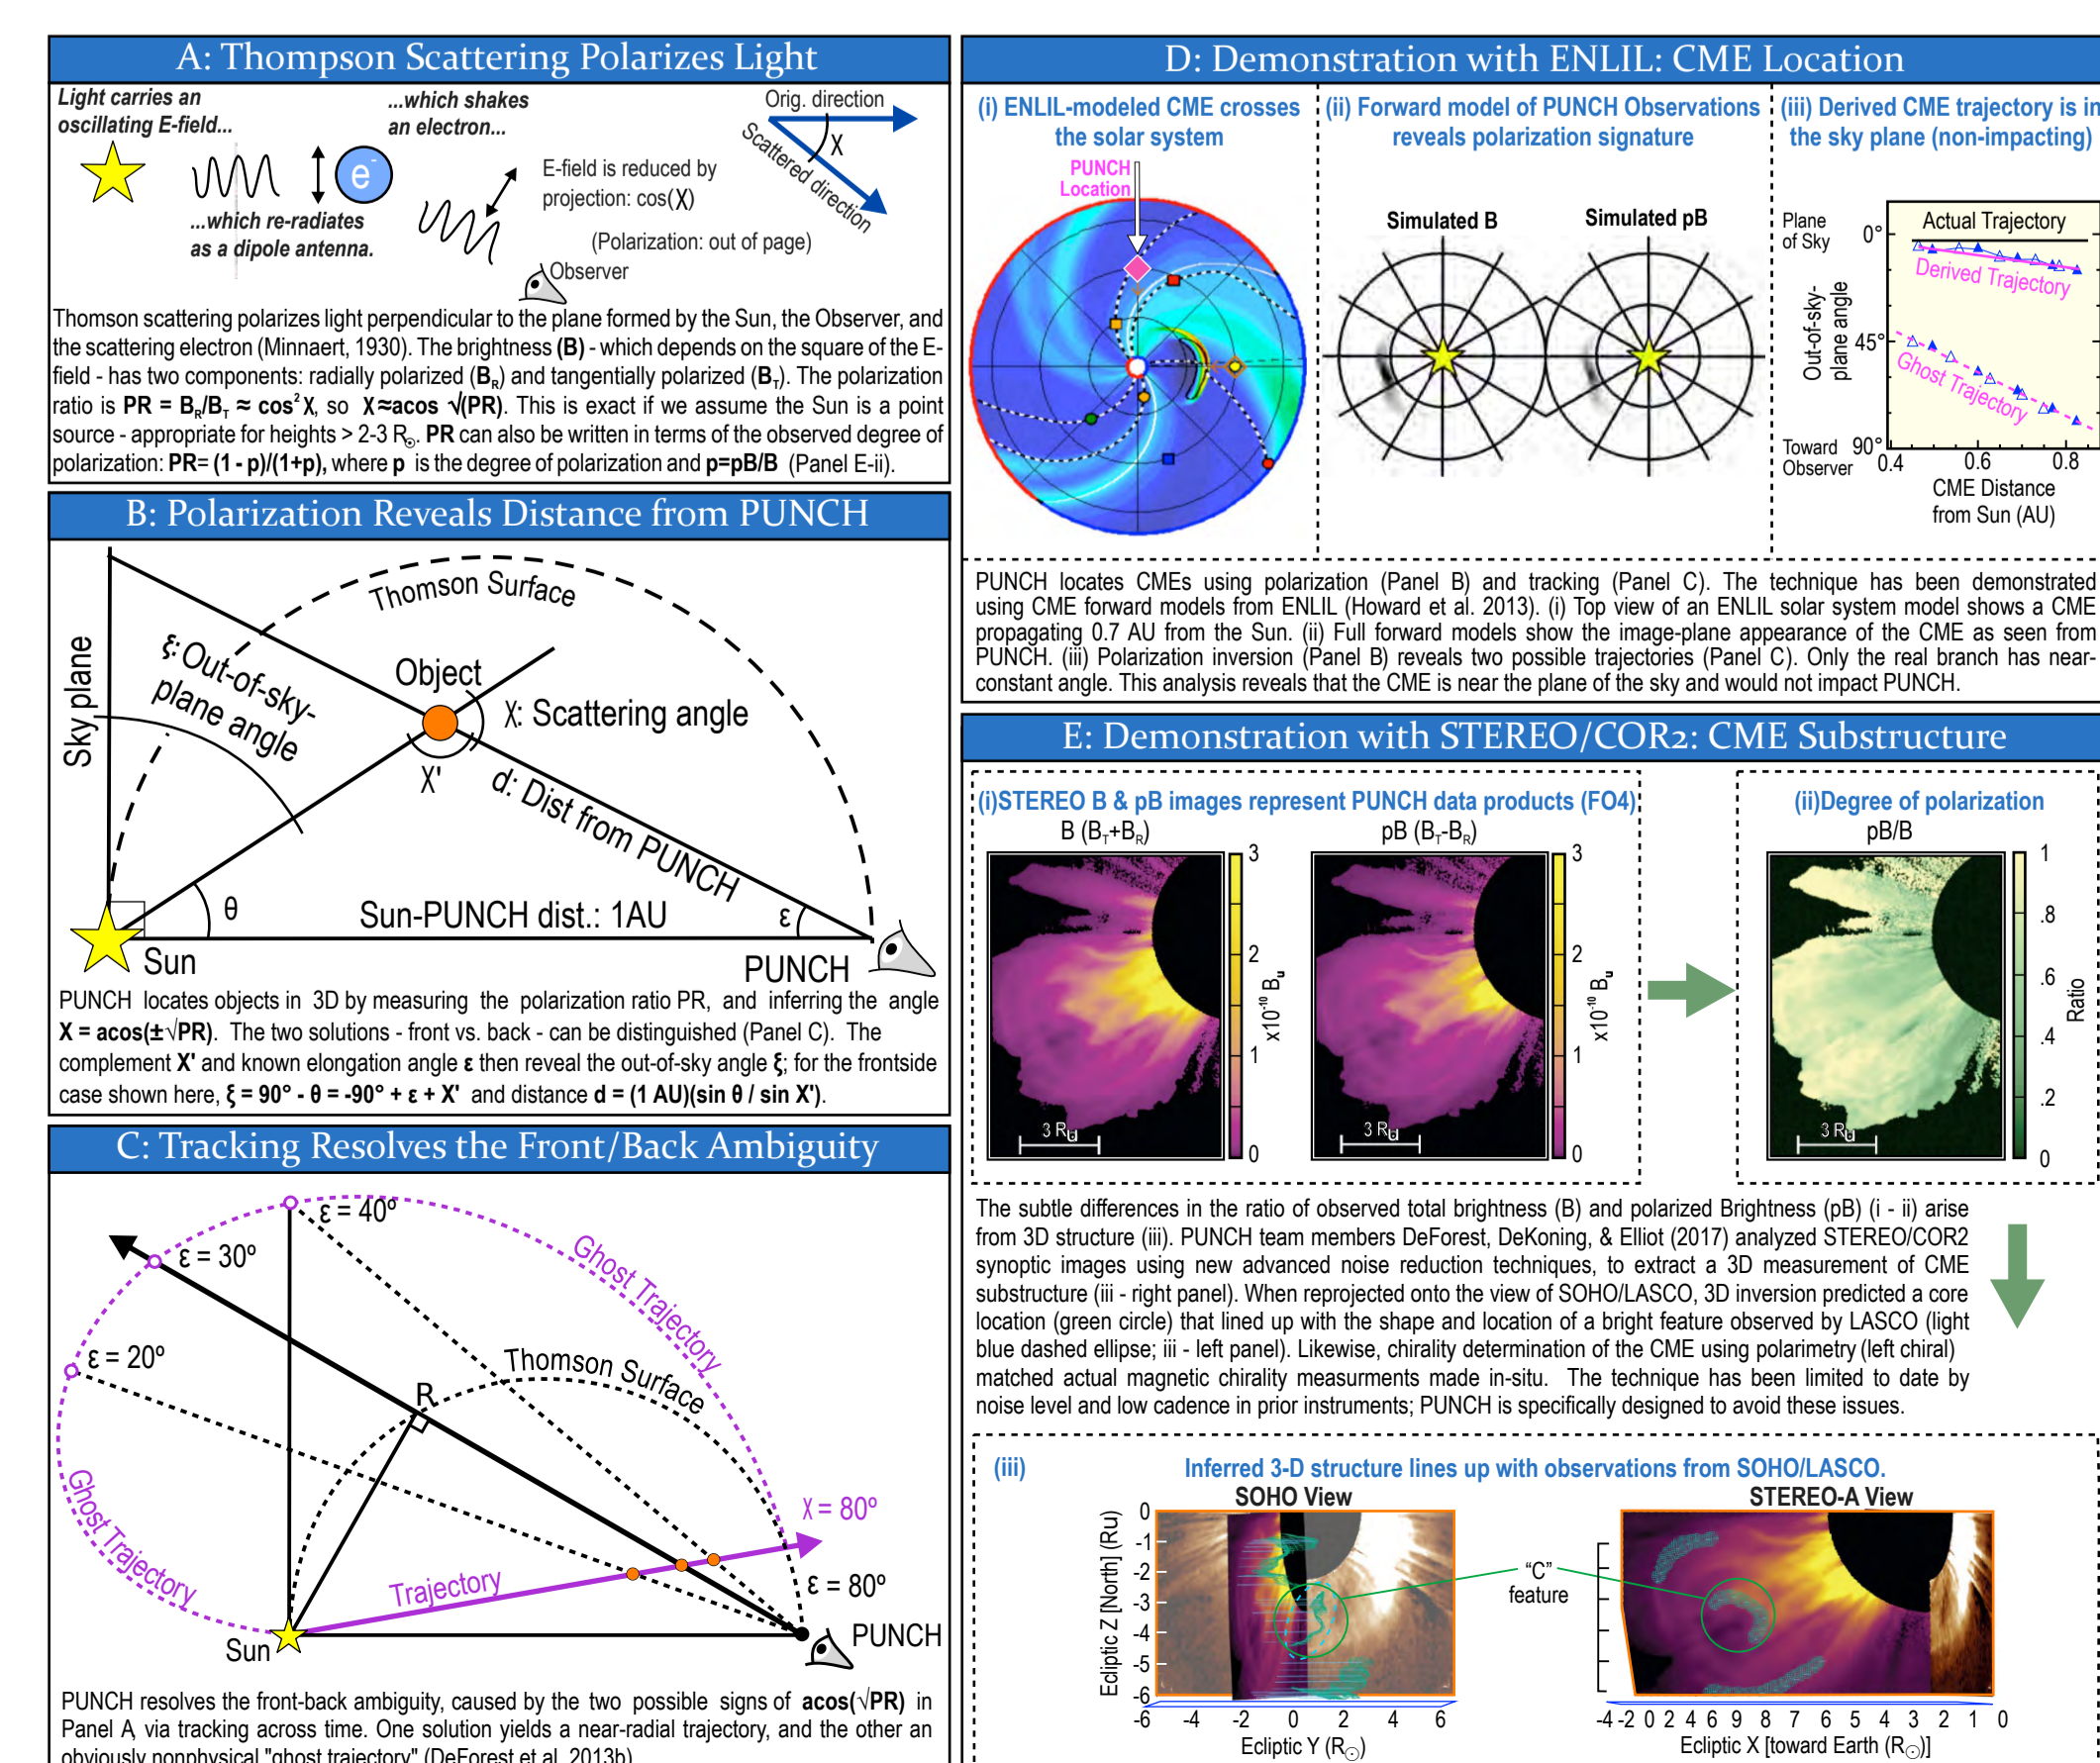 A: Thompson Scattering Polarizes Light
Light carries an
oscillating E-field...
...which shakes
an electron...
e-
...which re-radiates
as a dipole antenna.
E-field is reduced by
projection: cos(χ)
(Polarization: out of page)
Observer
Orig. direction
χ
Scattered direction
Thomson scattering polarizes light perpendicular to the plane formed by the Sun, the Observer, and
the scattering electron (Minnaert, 1930). The brightness (B) - which depends on the square of the E-
field - has two components: radially polarized (BR) and tangentially polarized (BT). The polarization
ratio is PR = BR/BT ≈ cos²χ, so χ≈acos √(PR). This is exact if we assume the Sun is a point
source - appropriate for heights > 2-3 R☉. PR can also be written in terms of the observed degree of
polarization: PR= (1 - p)/(1+p), where p is the degree of polarization and p=pB/B (Panel E-ii).
B: Polarization Reveals Distance from PUNCH
Thomson Surface
Sky plane
ξ: Out-of-sky-
plane angle
Object
χ: Scattering angle
χ'
d: Dist from PUNCH
θ
Sun-PUNCH dist.: 1AU
ε
Sun
PUNCH
PUNCH locates objects in 3D by measuring the polarization ratio PR, and inferring the angle
χ = acos(±√PR). The two solutions - front vs. back - can be distinguished (Panel C). The
complement χ' and known elongation angle ε then reveal the out-of-sky angle ξ; for the frontside
case shown here, ξ = 90° - θ = -90° + ε + χ' and distance d = (1 AU)(sin θ / sin χ').
C: Tracking Resolves the Front/Back Ambiguity
ε = 40º
ε = 30º
ε = 20º
Ghost Trajectory
Thomson Surface
R
Ghost Trajectory
χ = 80º
Trajectory
ε = 80º
Sun
PUNCH
PUNCH resolves the front-back ambiguity, caused by the two possible signs of acos(√PR) in
Panel A, via tracking across time. One solution yields a near-radial trajectory, and the other an
obviously nonphysical "ghost trajectory" (DeForest et al. 2013b)
D: Demonstration with ENLIL: CME Location
(i) ENLIL-modeled CME crosses
the solar system
PUNCH
Location
(ii) Forward model of PUNCH Observations
reveals polarization signature
Simulated B
Simulated pB
(iii) Derived CME trajectory is in
the sky plane (non-impacting)
Plane
of Sky
0°
Actual Trajectory
Derived Trajectory
Out-of-sky-
plane angle
45°
Ghost Trajectory
Toward
Observer
90°
0.4 0.6 0.8
CME Distance
from Sun (AU)
PUNCH locates CMEs using polarization (Panel B) and tracking (Panel C). The technique has been demonstrated
using CME forward models from ENLIL (Howard et al. 2013). (i) Top view of an ENLIL solar system model shows a CME
propagating 0.7 AU from the Sun. (ii) Full forward models show the image-plane appearance of the CME as seen from
PUNCH. (iii) Polarization inversion (Panel B) reveals two possible trajectories (Panel C). Only the real branch has near-
constant angle. This analysis reveals that the CME is near the plane of the sky and would not impact PUNCH.
E: Demonstration with STEREO/COR2: CME Substructure
(i)STEREO B & pB images represent PUNCH data products (FO4)
B (BT+BR)
pB (BT-BR)
3
2
1
0
x10⁻¹⁰ Bu
3 R
3
2
1
0
x10⁻¹⁰ Bu
3 R
(ii)Degree of polarization
pB/B
1
.8
.6
.4
.2
0
Ratio
3 R
The subtle differences in the ratio of observed total brightness (B) and polarized Brightness (pB) (i - ii) arise
from 3D structure (iii). PUNCH team members DeForest, DeKoning, & Elliot (2017) analyzed STEREO/COR2
synoptic images using new advanced noise reduction techniques, to extract a 3D measurement of CME
substructure (iii - right panel). When reprojected onto the view of SOHO/LASCO, 3D inversion predicted a core
location (green circle) that lined up with the shape and location of a bright feature observed by LASCO (light
blue dashed ellipse; iii - left panel). Likewise, chirality determination of the CME using polarimetry (left chiral)
matched actual magnetic chirality measurments made in-situ. The technique has been limited to date by
noise level and low cadence in prior instruments; PUNCH is specifically designed to avoid these issues.
(iii)
Inferred 3-D structure lines up with observations from SOHO/LASCO.
SOHO View
STEREO-A View
Ecliptic Z [North] (Ru)
0
-1
-2
-3
-4
-5
-6
"C"
feature
-6 -4 -2 0 2 4 6
Ecliptic Y (R☉)
-4 -2 0 2 4 6 9 8 7 6 5 4 3 2 1 0
Ecliptic X [toward Earth (R☉)]